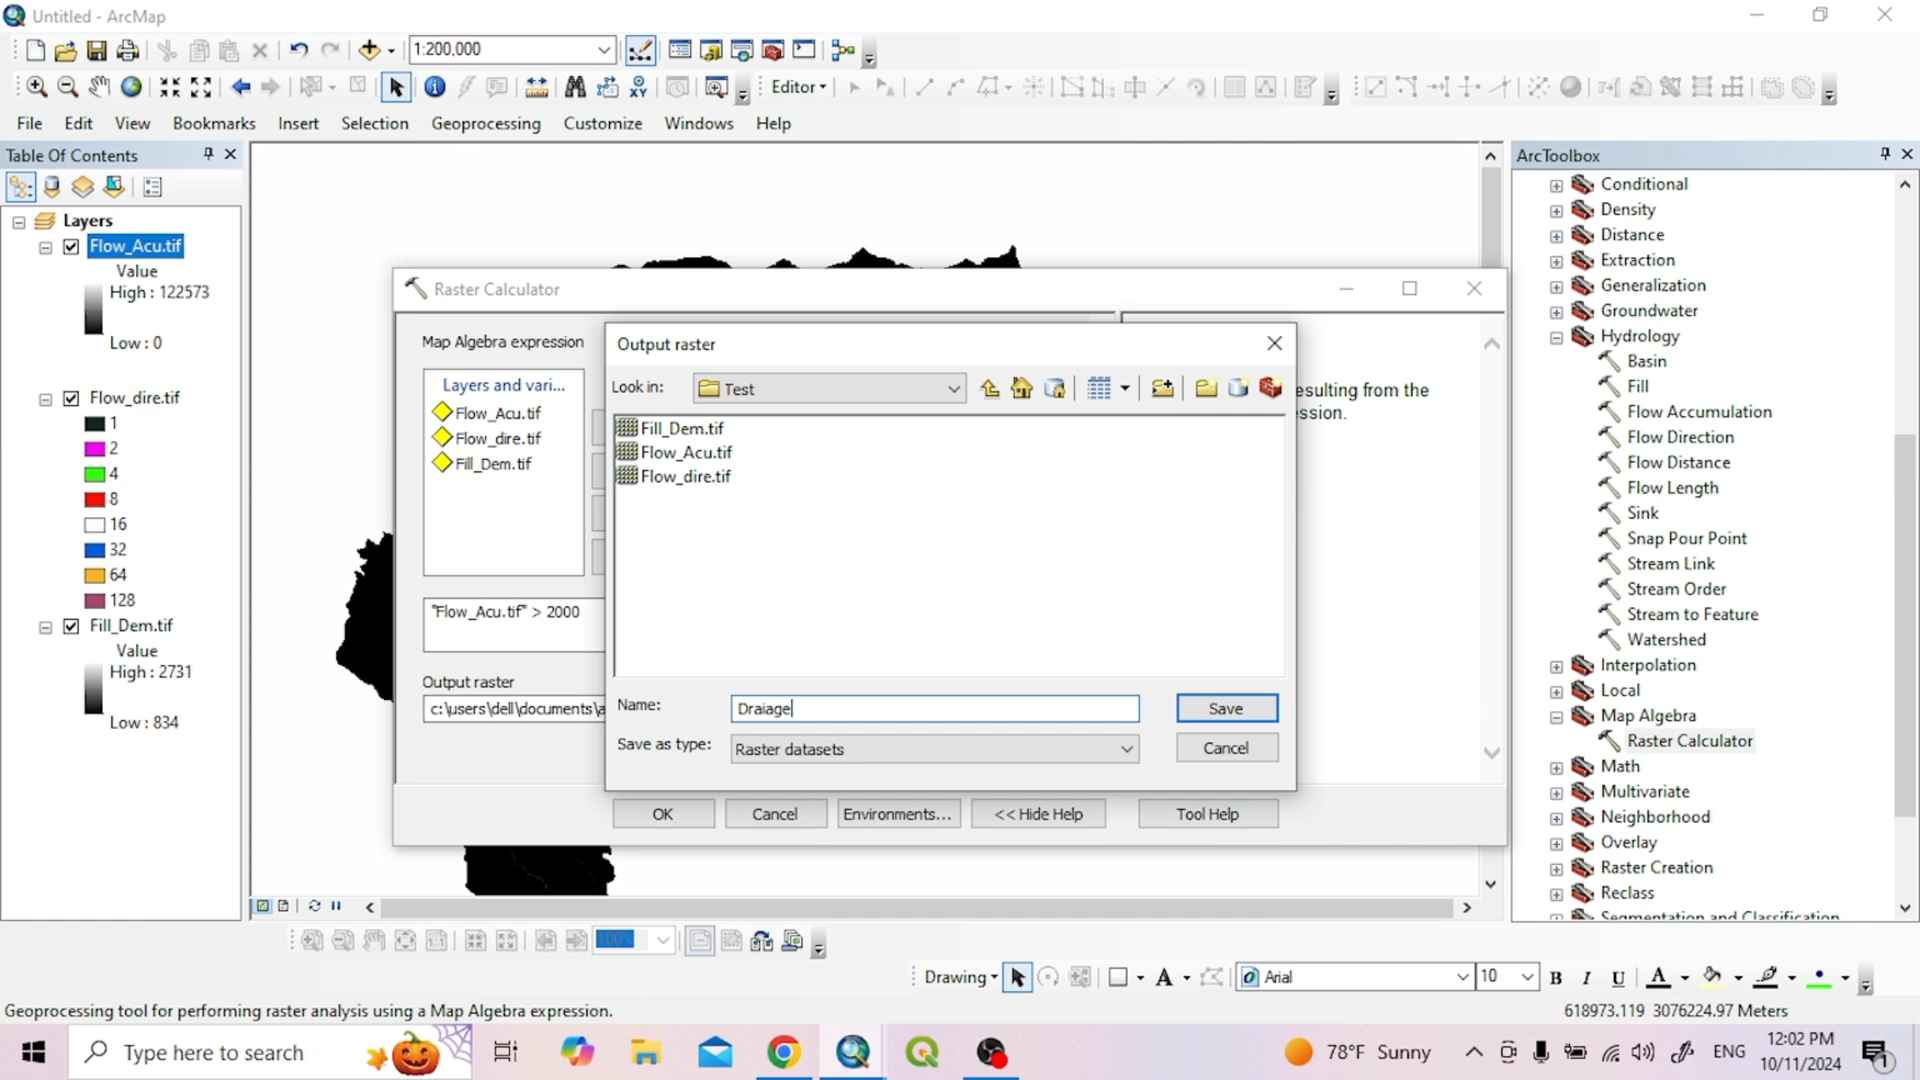 Untitled - ArcMap
1:200,000
Editor
File Edit View Bookmarks Insert Selection Geoprocessing Customize Windows Help
Table Of Contents
Layers
Flow_Acu.tif
Value
High : 122573
Low : 0
Flow_dire.tif
1
2
4
8
16
32
64
128
Fill_Dem.tif
Value
High : 2731
Low : 834
Raster Calculator
Map Algebra expression
Layers and vari...
Flow_Acu.tif
Flow_dire.tif
Fill_Dem.tif
"Flow_Acu.tif" > 2000
Output raster
c:\users\dell\documents\a
esulting from the
ssion.
OK Cancel Environments... << Hide Help Tool Help
Output raster
Look in: Test
Fill_Dem.tif
Flow_Acu.tif
Flow_dire.tif
Name: Draiage
Save
Save as type: Raster datasets
Cancel
ArcToolbox
Conditional
Density
Distance
Extraction
Generalization
Groundwater
Hydrology
Basin
Fill
Flow Accumulation
Flow Direction
Flow Distance
Flow Length
Sink
Snap Pour Point
Stream Link
Stream Order
Stream to Feature
Watershed
Interpolation
Local
Map Algebra
Raster Calculator
Math
Multivariate
Neighborhood
Overlay
Raster Creation
Reclass
Segmentation and Classification
100%
Drawing A Arial 10 B I U A
Geoprocessing tool for performing raster analysis using a Map Algebra expression.
618973.119 3076224.97 Meters
Type here to search
78°F Sunny
ENG
12:02 PM
10/11/2024
1